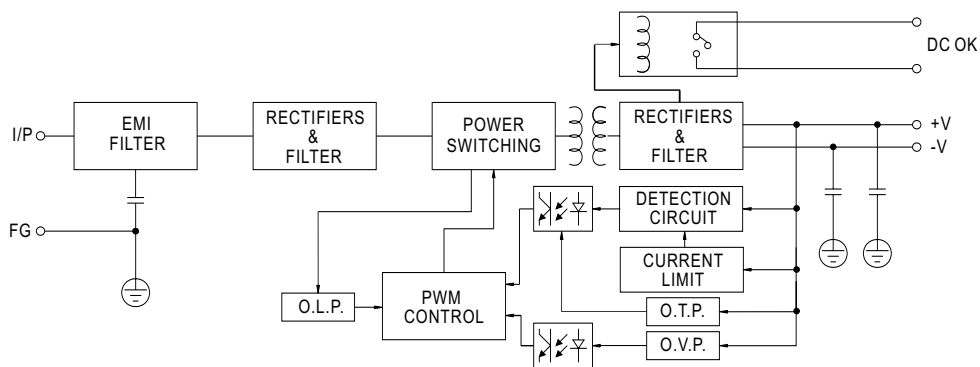 DC OK
I/P
EMI
FILTER
RECTIFIERS
&
FILTER
POWER
SWITCHING
RECTIFIERS
&
FILTER
+V
-V
FG
DETECTION
CIRCUIT
CURRENT
LIMIT
O.L.P.
PWM
CONTROL
O.T.P.
O.V.P.